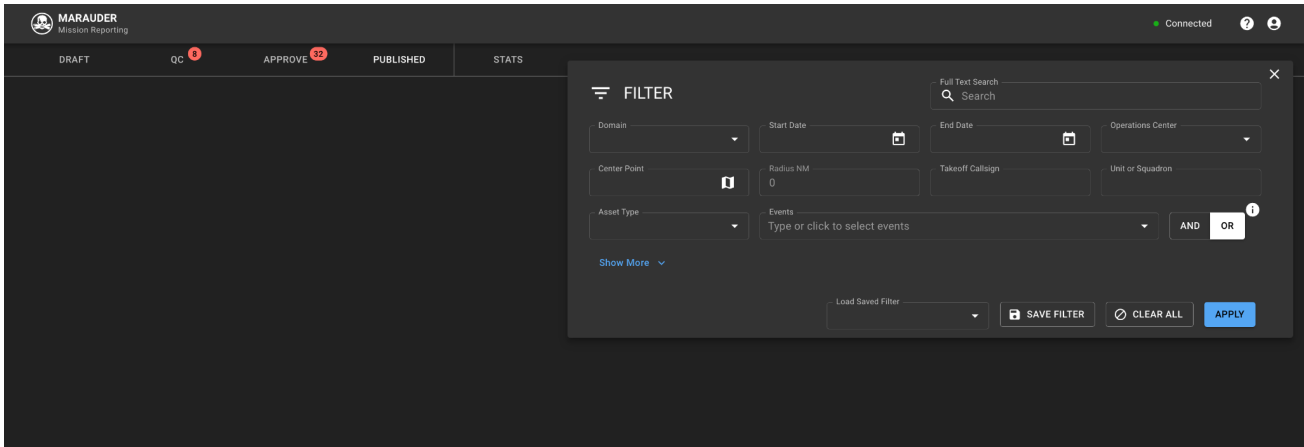 MARAUDER
Mission Reporting
Connected
DRAFT
QC 8
APPROVE 32
PUBLISHED
STATS
FILTER
Full Text Search
Search
Domain
Start Date
End Date
Operations Center
Center Point
Radius NM
0
Takeoff Callsign
Unit or Squadron
Asset Type
Events
Type or click to select events
AND
OR
Show More
Load Saved Filter
SAVE FILTER
CLEAR ALL
APPLY